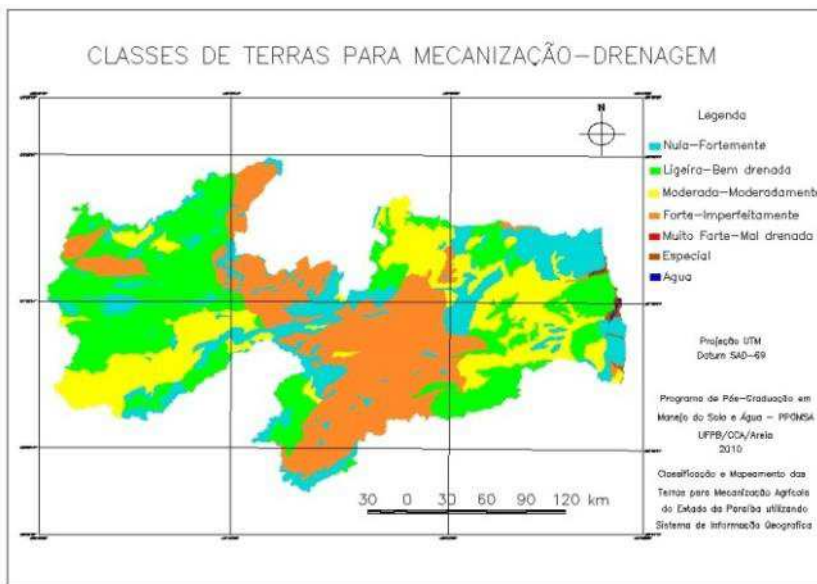 CLASSES DE TERRAS PARA MECANIZAÇÃO-DRENAGEM
N
Legenda
Nula-Fortemente
Ligeira-Bem drenada
Moderada-Moderadamente
Forte-Imperfeitamente
Muito Forte-Mal drenada
Especial
Agua
Projeção UTM
Datum SAD-69
Programa de Pós-Graduação em
Manejo do Solo e Água - PPGMSA
UFPB/CCA/Areia
2010
Classificação e Mapeamento das
Terras para Mecanização Agrícola
do Estado da Paraíba utilizando
Sistema de Informação Geografica
30 0 30 60 90 120 km